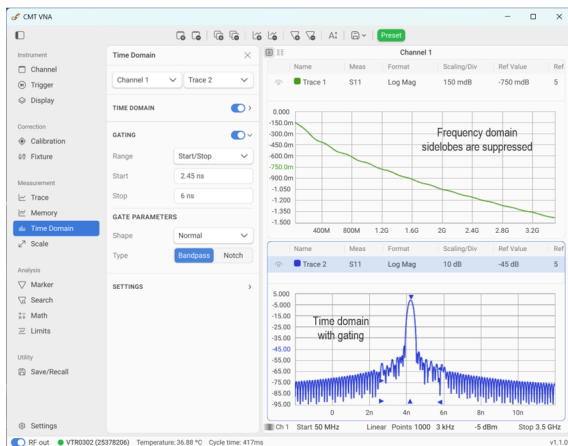 CMT VNA
Preset
Instrument
Channel
Trigger
Display
Correction
Calibration
Fixture
Measurement
Trace
Memory
Time Domain
Scale
Analysis
Marker
Search
Math
Limits
Utility
Save/Recall
Settings
Time Domain
Channel 1
Trace 2
TIME DOMAIN
GATING
Range
Start/Stop
Start
2.45 ns
Stop
6 ns
GATE PARAMETERS
Shape
Normal
Type
Bandpass Notch
SETTINGS
Channel 1
Name Meas Format Scaling/Div Ref Value Ref
Trace 1 S11 Log Mag 150 mdB -750 mdB 5
0.000
-150.0m
-300.0m
-450.0m
-600.0m
-750.0m
-900.0m
-1.050
-1.200
-1.350
-1.500
Frequency domain
sidelobes are suppressed
400M 800M 1.2G 1.6G 2G 2.4G 2.8G 3.2G
Name Meas Format Scaling/Div Ref Value Ref
Trace 2 S11 Log Mag 10 dB -45 dB 5
5.000
-5.000
-15.00
-25.00
-35.00
-45.00
-55.00
-65.00
-75.00
-85.00
-95.00
Time domain
with gating
0 2n 4n 6n 8n 10n
Ch 1 Start 50 MHz Linear Points 1000 3 kHz -5 dBm Stop 3.5 GHz
RF out VTR0302 (25378206) Temperature: 36.88 °C Cycle time: 417ms v1.1.0